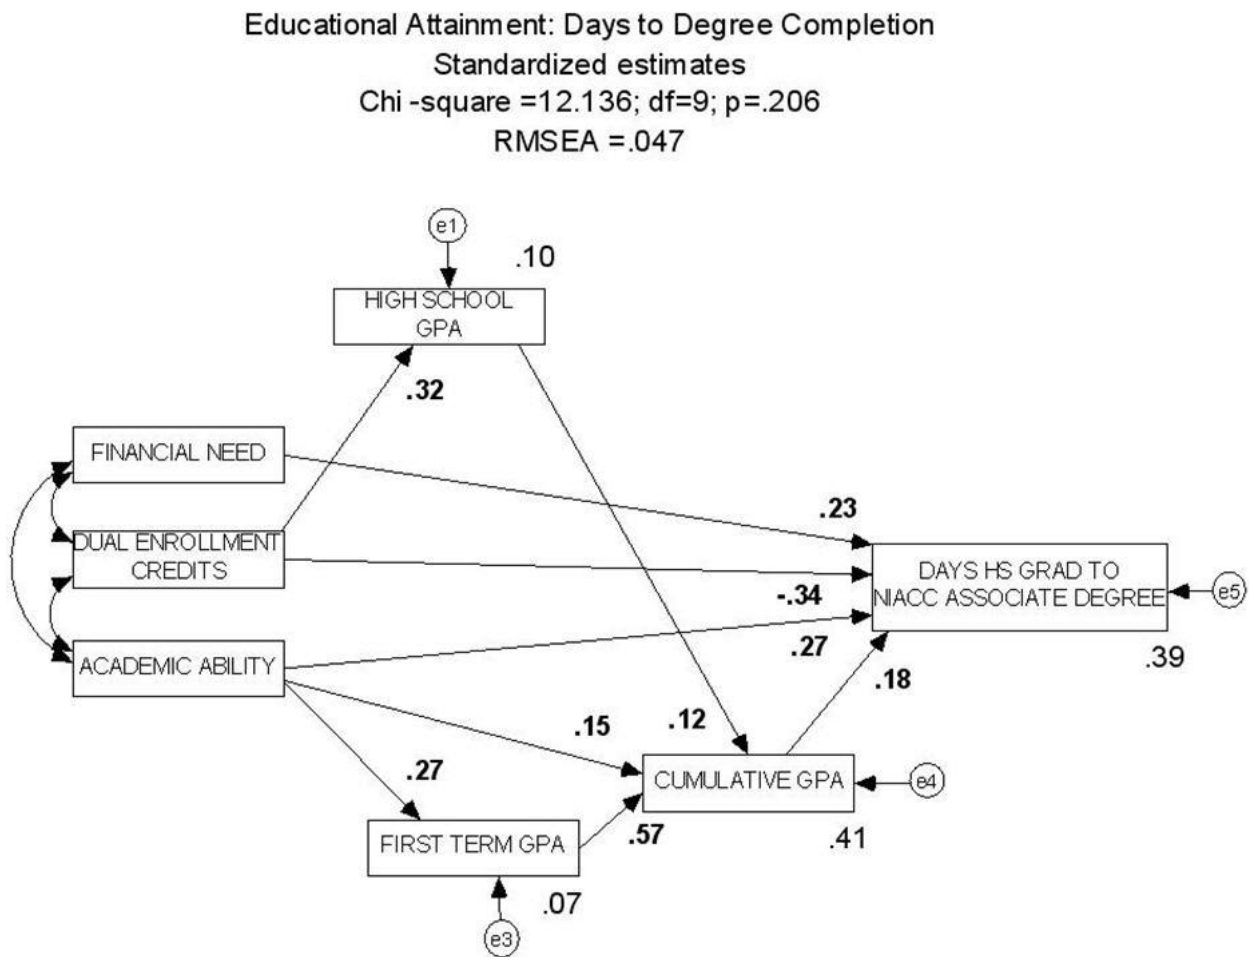 Educational Attainment: Days to Degree Completion
Standardized estimates
Chi -square =12.136; df=9; p=.206
RMSEA =.047
e1
.10
HIGH SCHOOL
GPA
.32
FINANCIAL NEED
.23
DUAL ENROLLMENT
CREDITS
DAYS HS GRAD TO
NIACC ASSOCIATE DEGREE
e5
-.34
.27
.39
ACADEMIC ABILITY
.18
.15
.12
.27
CUMULATIVE GPA
e4
.57
.41
FIRST TERM GPA
.07
e3